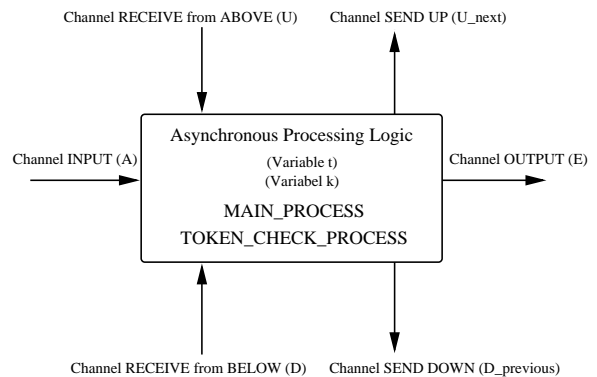 Channel RECEIVE from ABOVE (U)
Channel SEND UP (U_next)
Asynchronous Processing Logic
Channel INPUT (A)
(Variable t)
Channel OUTPUT (E)
(Variabel k)
MAIN_PROCESS
TOKEN_CHECK_PROCESS
Channel RECEIVE from BELOW (D)
Channel SEND DOWN (D_previous)